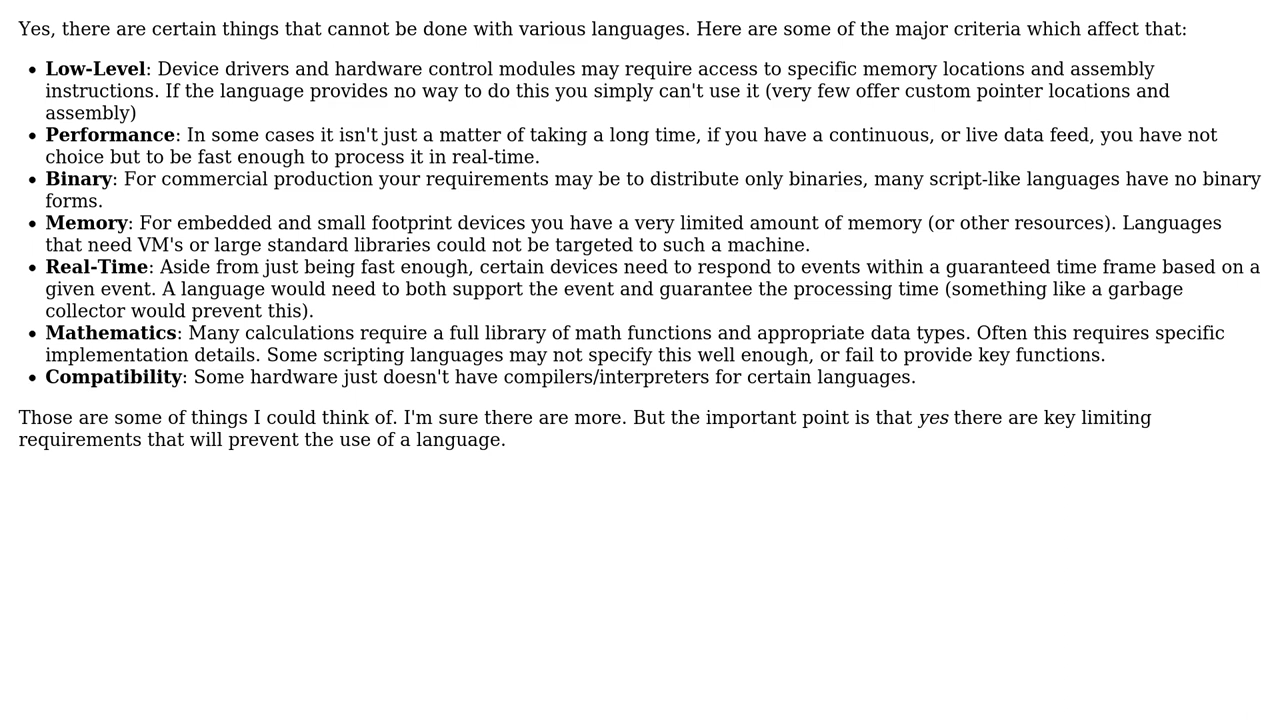 Yes, there are certain things that cannot be done with various languages. Here are some of the major criteria which affect that:
• Low-Level: Device drivers and hardware control modules may require access to specific memory locations and assembly
instructions. If the language provides no way to do this you simply can't use it (very few offer custom pointer locations and
assembly)
• Performance: In some cases it isn't just a matter of taking a long time, if you have a continuous, or live data feed, you have not
choice but to be fast enough to process it in real-time.
• Binary: For commercial production your requirements may be to distribute only binaries, many script-like languages have no binary
forms.
• Memory: For embedded and small footprint devices you have a very limited amount of memory (or other resources). Languages
that need VM's or large standard libraries could not be targeted to such a machine.
• Real-Time: Aside from just being fast enough, certain devices need to respond to events within a guaranteed time frame based on a
given event. A language would need to both support the event and guarantee the processing time (something like a garbage
collector would prevent this).
• Mathematics: Many calculations require a full library of math functions and appropriate data types. Often this requires specific
implementation details. Some scripting languages may not specify this well enough, or fail to provide key functions.
• Compatibility: Some hardware just doesn't have compilers/interpreters for certain languages.
Those are some of things I could think of. I'm sure there are more. But the important point is that yes there are key limiting
requirements that will prevent the use of a language.